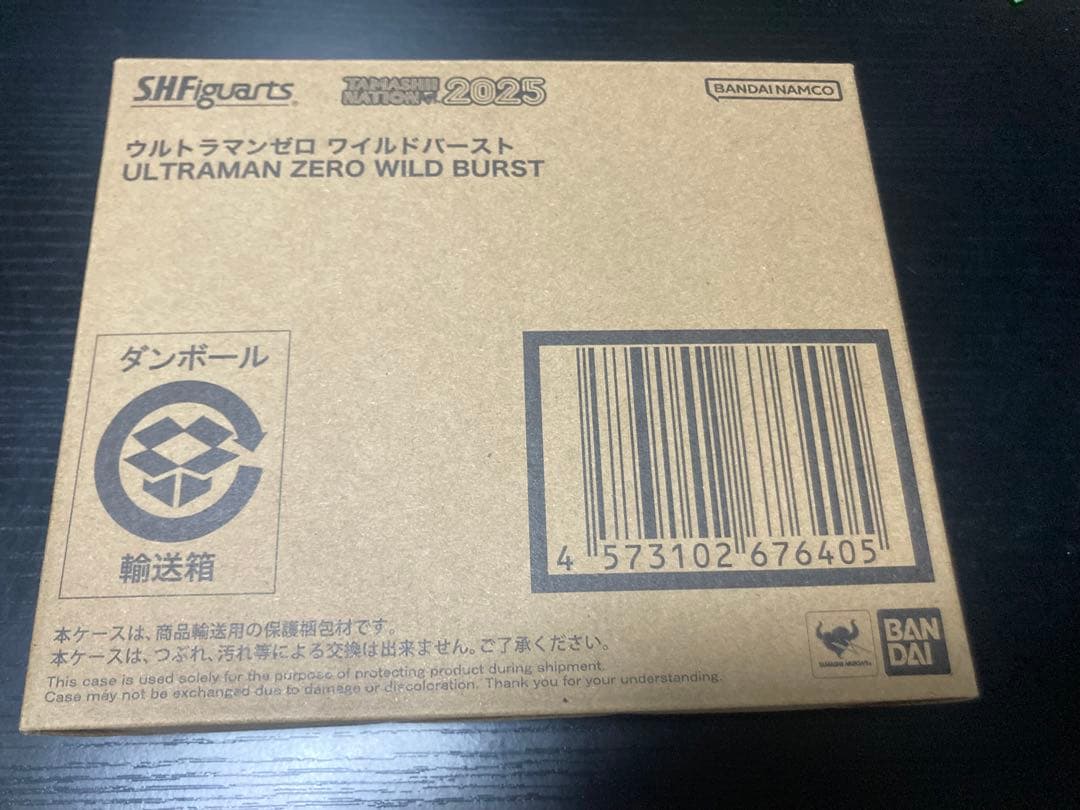 S.H.Figuarts
TAMASHII NATION 2025
BANDAI NAMCO
ウルトラマンゼロ ワイルドバースト
ULTRAMAN ZERO WILD BURST
ダンボール
輸送箱
4 573102 676405
本ケースは、商品輸送用の保護梱包材です。
本ケースは、つぶれ、汚れ等による交換は出来ません。ご了承ください。
This case is used solely for the purpose of protecting product during shipment.
Case may not be exchanged due to damage or discoloration. Thank you for your understanding.
TAMASHII NATIONS
BAN
DAI